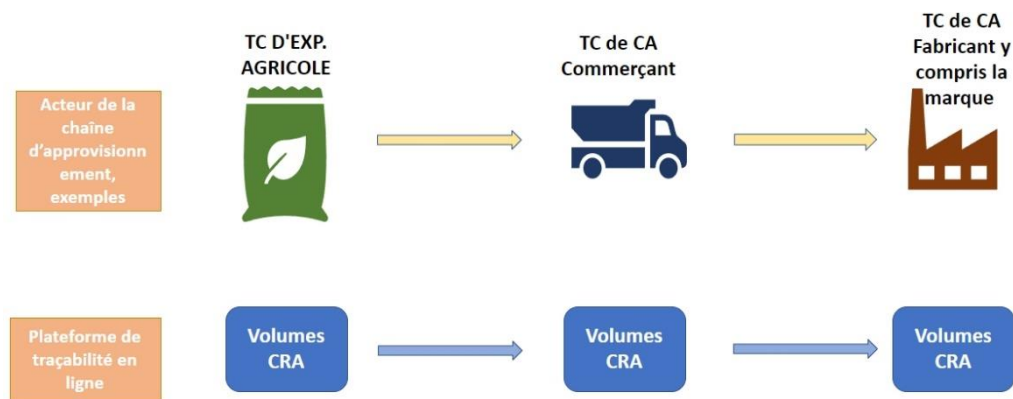 TC D'EXP.
AGRICOLE
TC de CA
Commerçant
TC de CA
Fabricant y
compris la
marque
Acteur de la
chaîne
d'approvisionn
ement,
exemples
Plateforme de
traçabilité en
ligne
Volumes
CRA
Volumes
CRA
Volumes
CRA